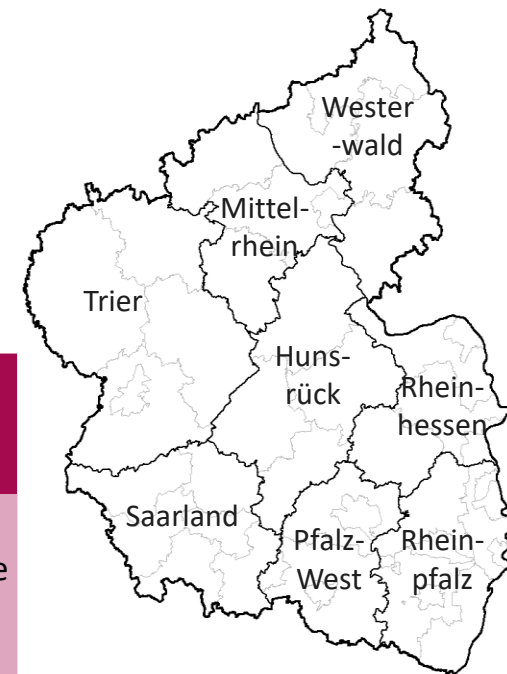 Wester
-wald
Mittel-
rhein
Trier
Huns-
rück
Rhein-
hessen
Saarland
Pfalz-
West
Rhein-
pfalz
e